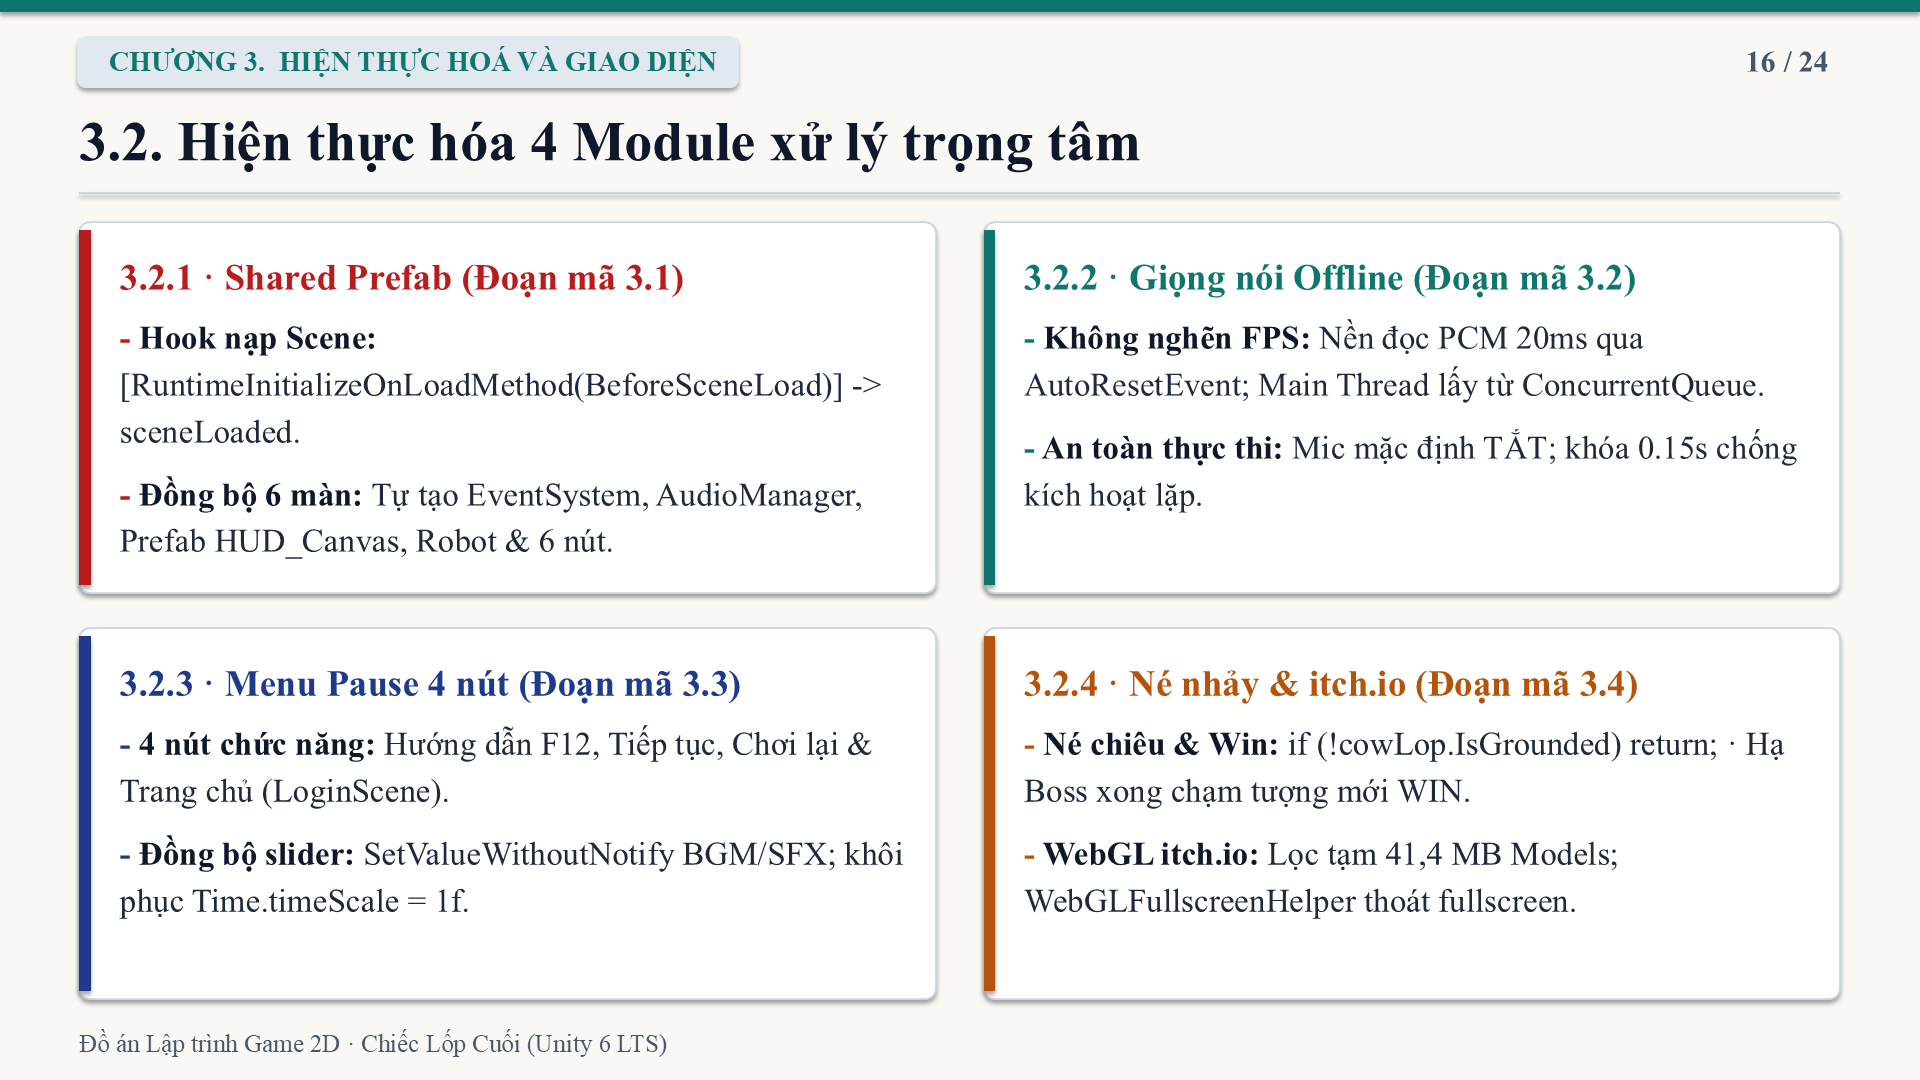 CHƯƠNG 3.  HIỆN THỰC HOÁ VÀ GIAO DIỆN
16 / 24
3.2. Hiện thực hóa 4 Module xử lý trọng tâm
3.2.1 · Shared Prefab (Đoạn mã 3.1)
- Hook nạp Scene:
[RuntimeInitializeOnLoadMethod(BeforeSceneLoad)] ->
sceneLoaded.
- Đồng bộ 6 màn: Tự tạo EventSystem, AudioManager,
Prefab HUD_Canvas, Robot & 6 nút.
3.2.2 · Giọng nói Offline (Đoạn mã 3.2)
- Không nghẽn FPS: Nền đọc PCM 20ms qua
AutoResetEvent; Main Thread lấy từ ConcurrentQueue.
- An toàn thực thi: Mic mặc định TẮT; khóa 0.15s chống
kích hoạt lặp.
3.2.3 · Menu Pause 4 nút (Đoạn mã 3.3)
- 4 nút chức năng: Hướng dẫn F12, Tiếp tục, Chơi lại &
Trang chủ (LoginScene).
- Đồng bộ slider: SetValueWithoutNotify BGM/SFX; khôi
phục Time.timeScale = 1f.
3.2.4 · Né nhảy & itch.io (Đoạn mã 3.4)
- Né chiêu & Win: if (!cowLop.IsGrounded) return; · Hạ
Boss xong chạm tượng mới WIN.
- WebGL itch.io: Lọc tạm 41,4 MB Models;
WebGLFullscreenHelper thoát fullscreen.
Đồ án Lập trình Game 2D · Chiếc Lốp Cuối (Unity 6 LTS)